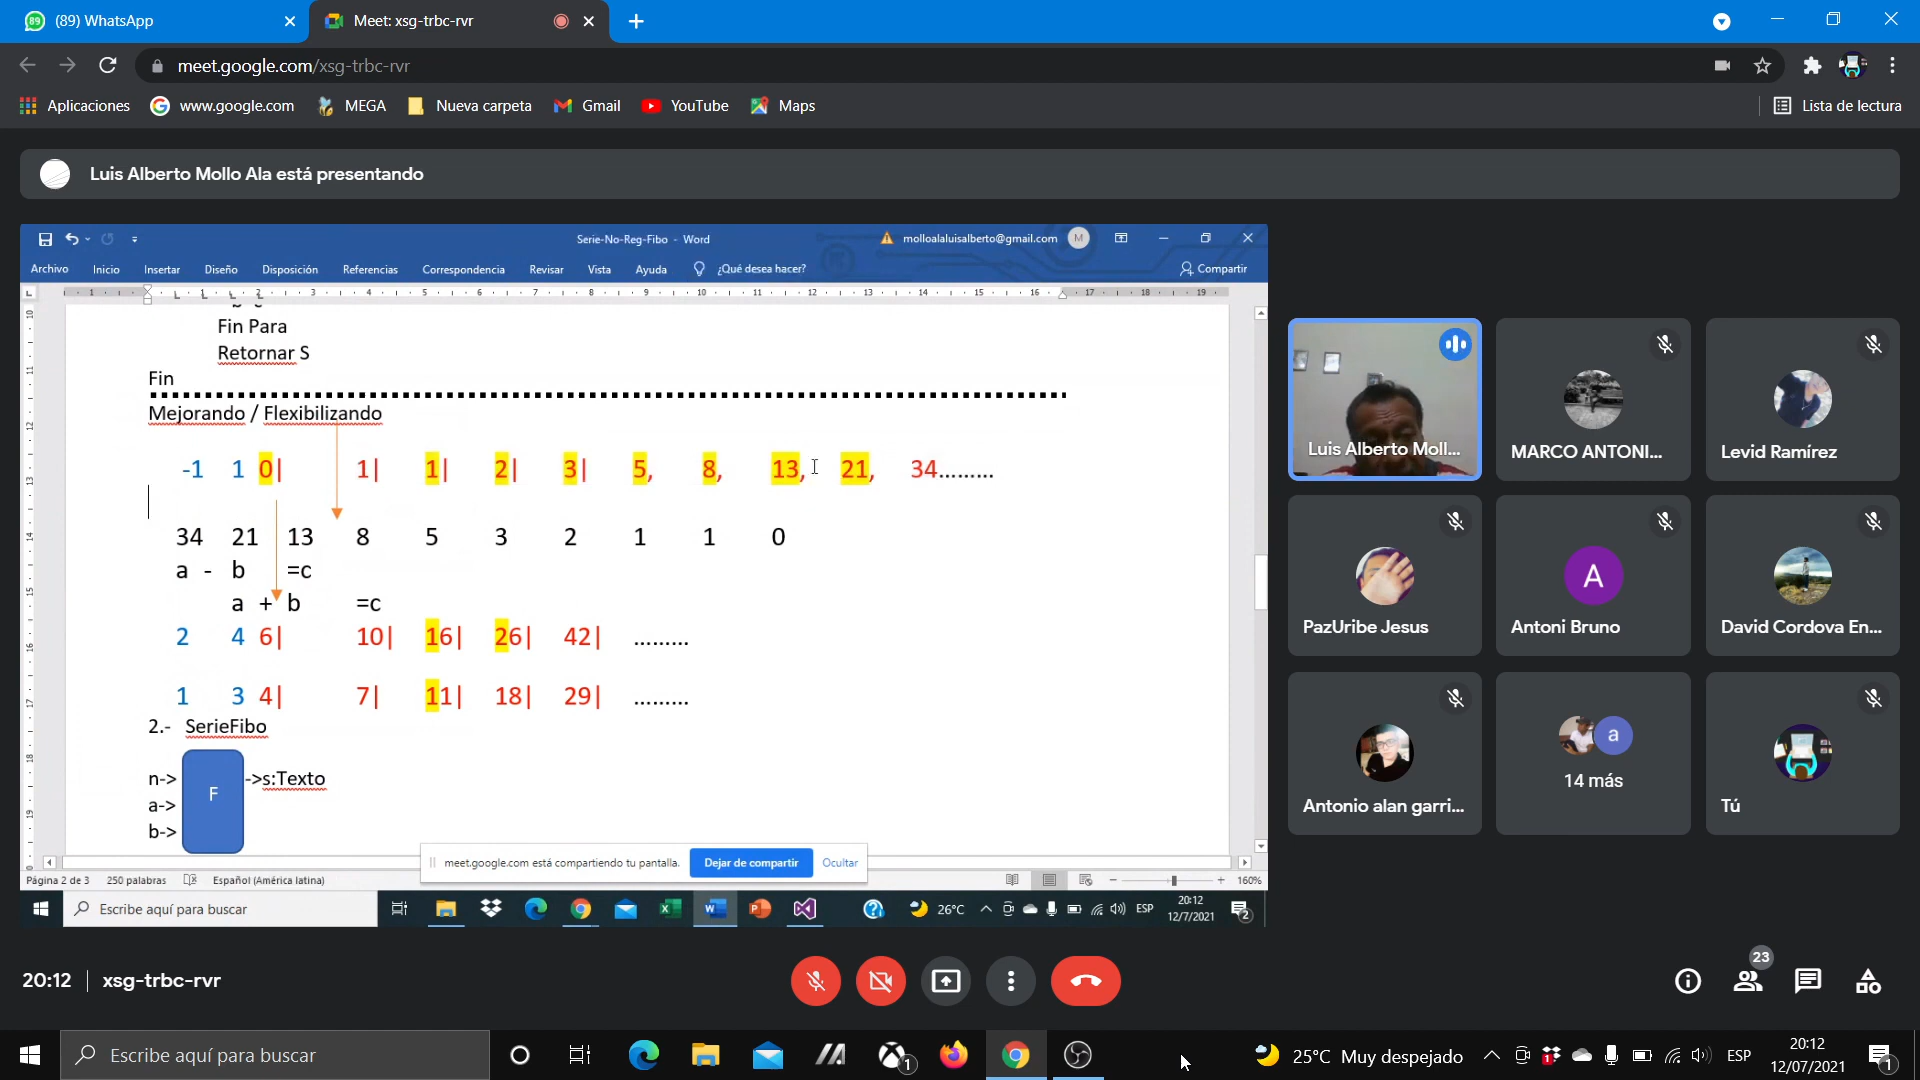 (89) WhatsApp
Meet: xsg-trbc-rvr
meet.google.com/xsg-trbc-rvr
Aplicaciones www.google.com MEGA Nueva carpeta Gmail YouTube Maps Lista de lectura
Luis Alberto Mollo Ala está presentando
Serie-No-Reg-Fibo - Word molloalaluisalberto@gmail.com M
Archivo Inicio Insertar Diseño Disposición Referencias Correspondencia Revisar Vista Ayuda ¿Qué desea hacer? Compartir
Fin Para
Retornar S
Fin
Mejorando / Flexibilizando
-1 1 0| 1| 1| 2| 3| 5, 8, 13, 21, 34.........
34 21 13 8 5 3 2 1 1 0
a - b =c
a + b =c
2 4 6| 10| 16| 26| 42| .........
1 3 4| 7| 11| 18| 29| .........
2.- SerieFibo
n-> F ->s:Texto
a->
b->
meet.google.com está compartiendo tu pantalla. Dejar de compartir Ocultar
Página 2 de 3 250 palabras Español (América latina) 160%
Escribe aquí para buscar 26°C ESP 20:12 12/7/2021 2
Luis Alberto Moll...
MARCO ANTONI...
Levid Ramírez
PazUribe Jesus
A
Antoni Bruno
David Cordova En...
Antonio alan garri...
a
14 más
Tú
20:12 | xsg-trbc-rvr
23
Escribe aquí para buscar 1 25°C Muy despejado 1 ESP 20:12 12/07/2021 1